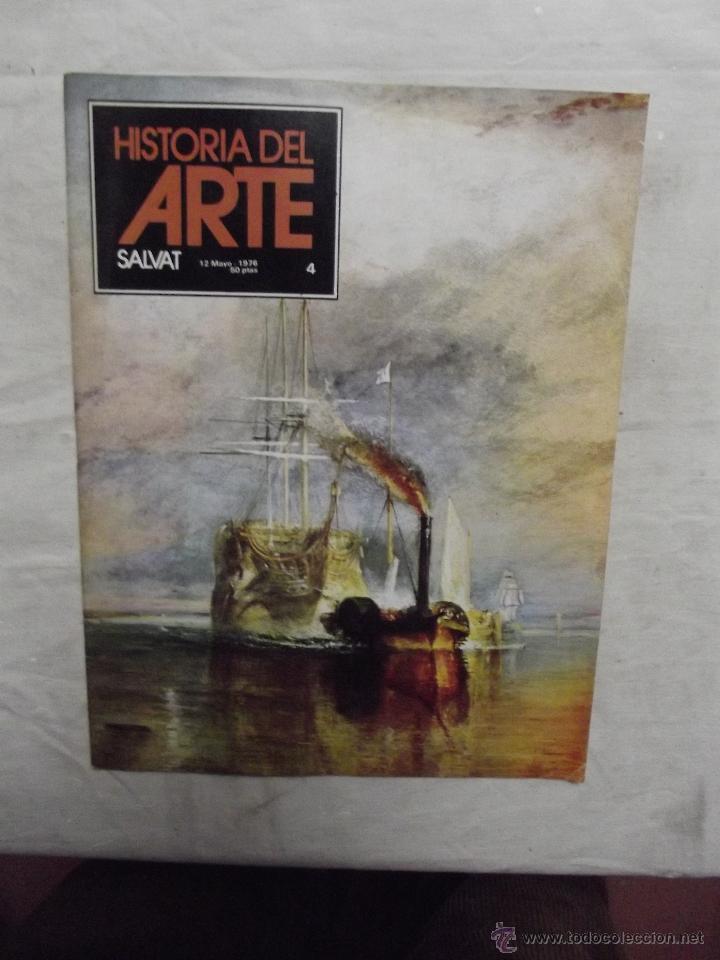 HISTORIA DEL
ARTE
SALVAT
12 Mayo - 1976
50 ptas
4
© www.todocoleccion.net